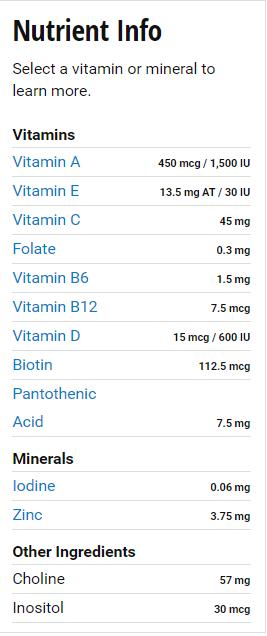 Nutrient Info
Select a vitamin or mineral to
learn more.
Vitamins
Vitamin A 450 mcg / 1,500 IU
Vitamin E 13.5 mg AT / 30 IU
Vitamin C 45 mg
Folate 0.3 mg
Vitamin B6 1.5 mg
Vitamin B12 7.5 mcg
Vitamin D 15 mcg / 600 IU
Biotin 112.5 mcg
Pantothenic
Acid 7.5 mg
Minerals
Iodine 0.06 mg
Zinc 3.75 mg
Other Ingredients
Choline 57 mg
Inositol 30 mcg